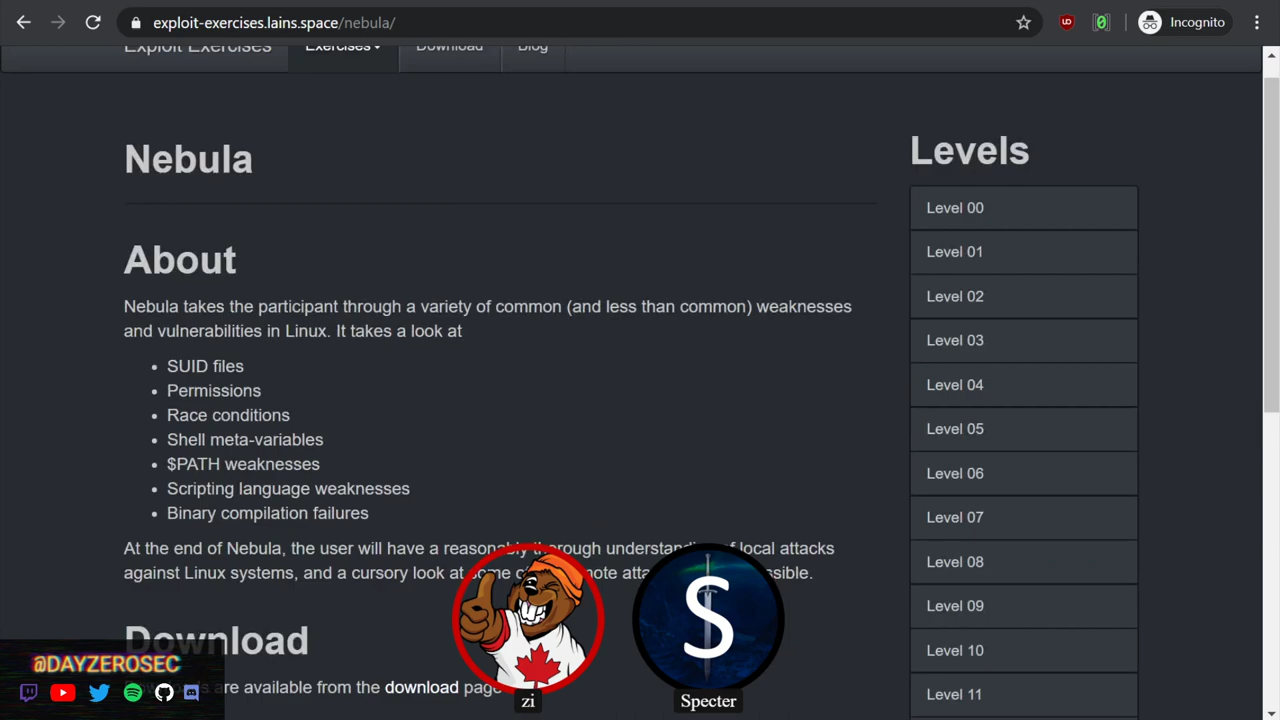 exploit-exercises.lains.space/nebula/
Incognito
Exploit Exercises Exercises Download Blog
Nebula
About
Nebula takes the participant through a variety of common (and less than common) weaknesses
and vulnerabilities in Linux. It takes a look at
• SUID files
• Permissions
• Race conditions
• Shell meta-variables
• $PATH weaknesses
• Scripting language weaknesses
• Binary compilation failures
At the end of Nebula, the user will have a reasonably thorough understanding of local attacks
against Linux systems, and a cursory look at some
Download
are available from the download page
Levels
Level 00
Level 01
Level 02
Level 03
Level 04
Level 05
Level 06
Level 07
Level 08
Level 09
Level 10
Level 11
@DAYZEROSEC
S
zi
Specter